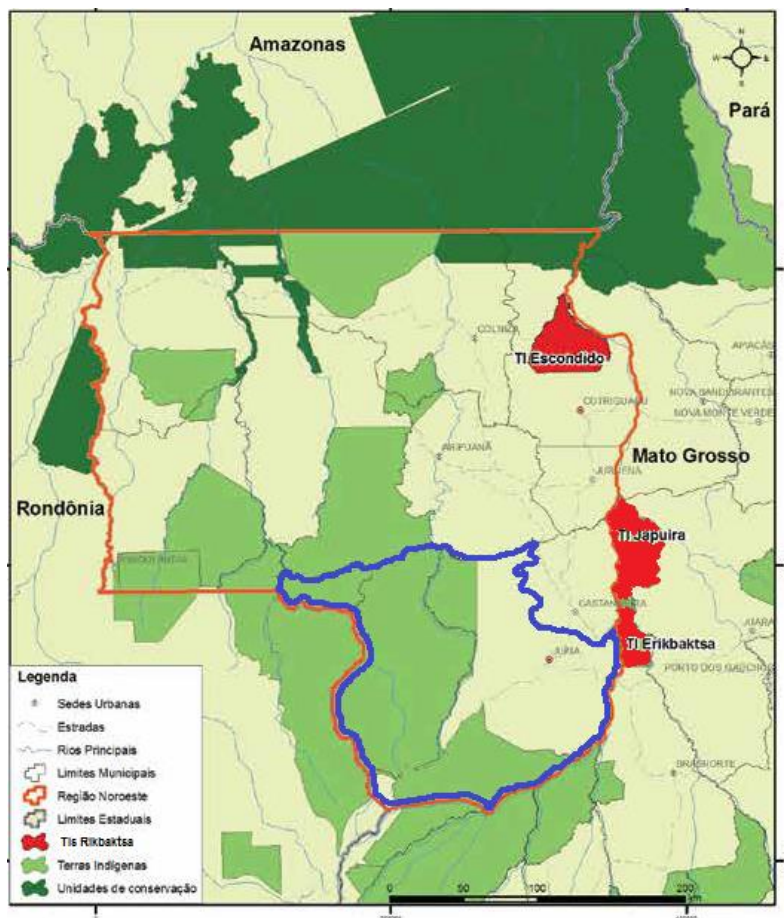 Amazonas
N
W
E
S
Pará
COLNIZA
TI Escondido
APIACÁS
COTRIGUAÇU
NOVA BANDEIRANTES
NOVA MONTE VERDE
ARIPUANÃ
Mato Grosso
JURUENA
Rondônia
TI Japuira
CASTANHEIRA
JUARA
TI Erikbaktsa
JUÍNA
PORTO DOS GAÚCHOS
BRASNORTE
Legenda
Sedes Urbanas
Estradas
Rios Principais
Limites Municipais
Região Noroeste
Limites Estaduais
TIs Rikbaktsa
Terras Indígenas
Unidades de conservação
0 50 100 200